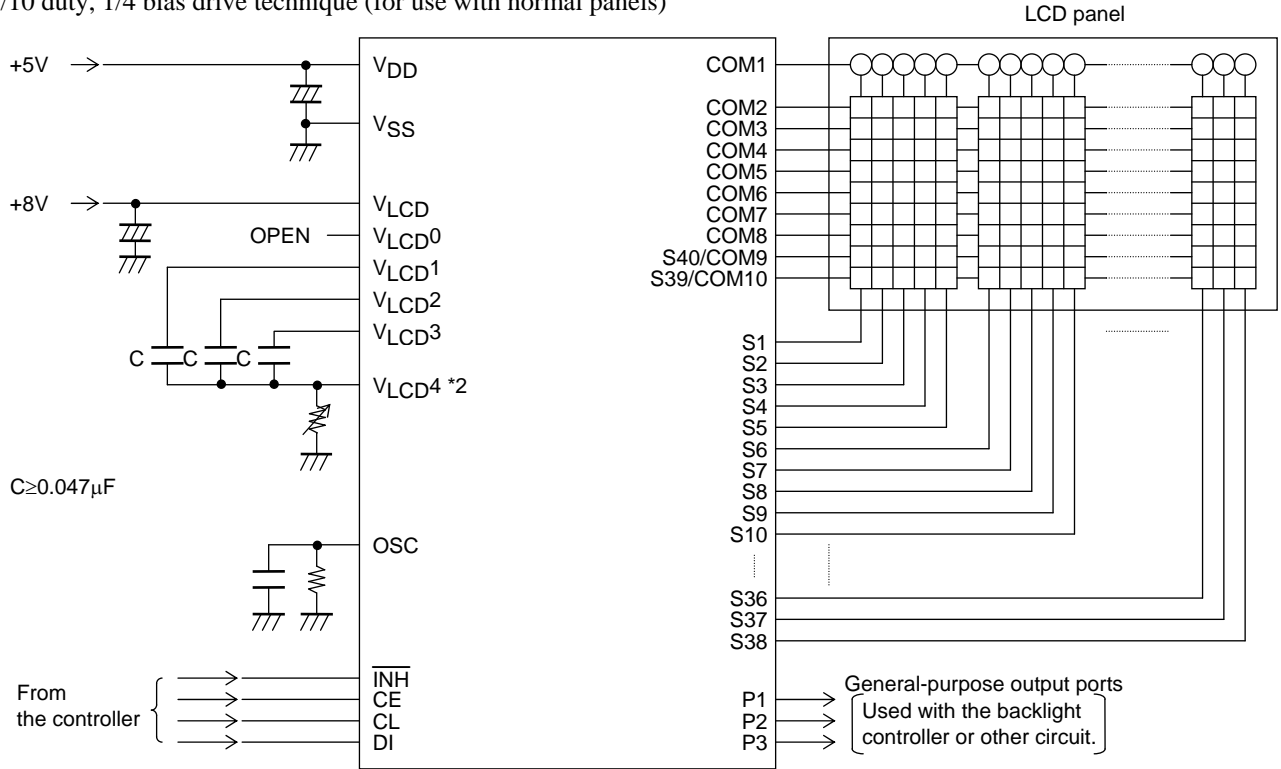 /10 duty, 1/4 bias drive technique (for use with normal panels)
LCD panel
+5V
VDD
VSS
+8V
VLCD
OPEN
VLCD0
VLCD1
VLCD2
VLCD3
C
C
C
VLCD4 *2
C≥0.047μF
OSC
From
the controller
INH
CE
CL
DI
COM1
COM2
COM3
COM4
COM5
COM6
COM7
COM8
S40/COM9
S39/COM10
S1
S2
S3
S4
S5
S6
S7
S8
S9
S10
S36
S37
S38
P1
P2
P3
General-purpose output ports
Used with the backlight
controller or other circuit.